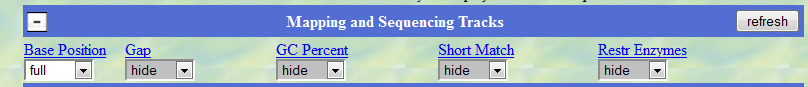 - Mapping and Sequencing Tracks refresh
Base Position Gap GC Percent Short Match Restr Enzymes
full hide hide hide hide